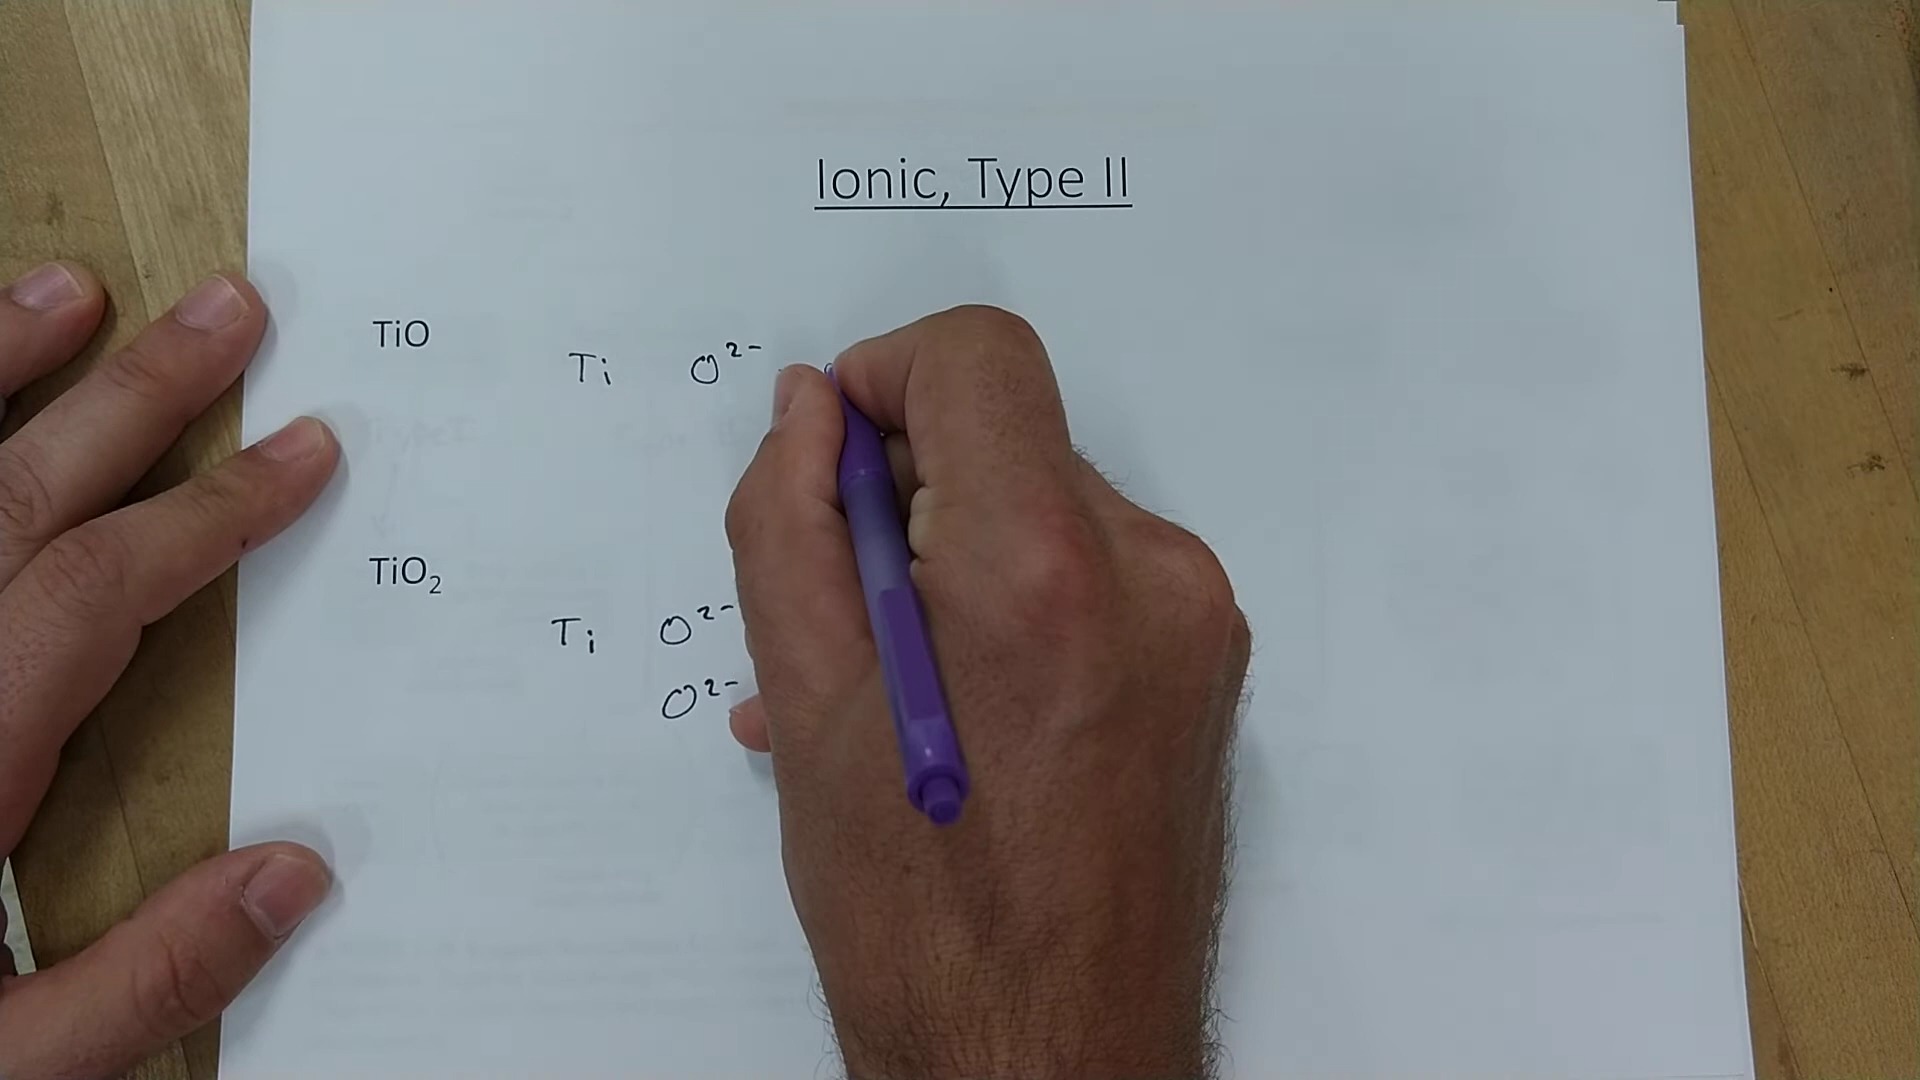 Ionic, Type II
TiO
Ti O²⁻
TiO₂
Ti O²⁻
O²⁻